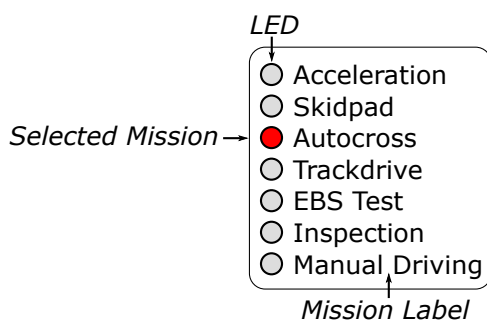 LED
Acceleration
Skidpad
Selected Mission
Autocross
Trackdrive
EBS Test
Inspection
Manual Driving
Mission Label